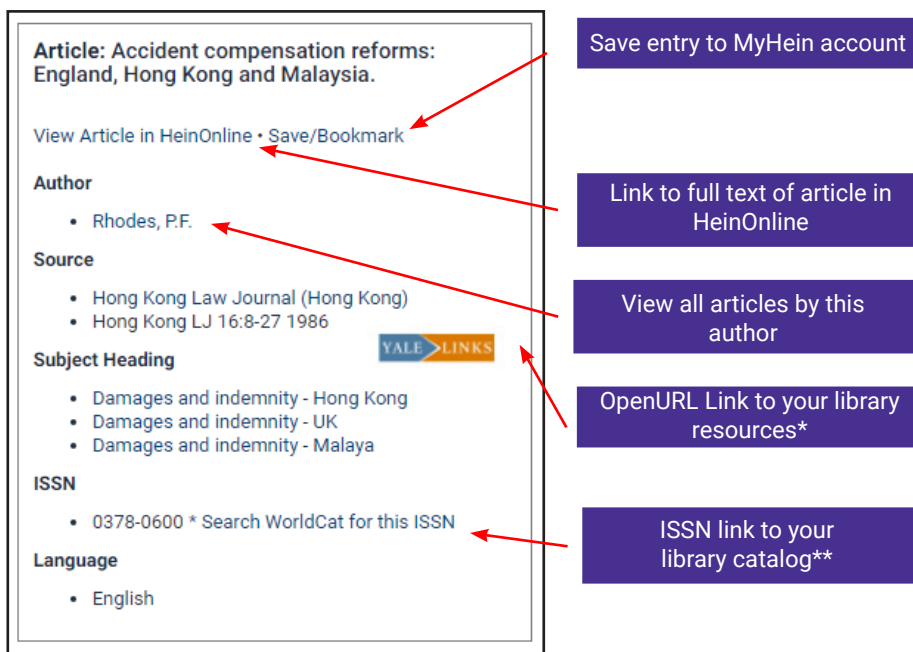 Article: Accident compensation reforms:
England, Hong Kong and Malaysia.
View Article in HeinOnline • Save/Bookmark
Author
• Rhodes, P.F.
Source
• Hong Kong Law Journal (Hong Kong)
• Hong Kong LJ 16:8-27 1986
YALE LINKS
Subject Heading
• Damages and indemnity - Hong Kong
• Damages and indemnity - UK
• Damages and indemnity - Malaya
ISSN
• 0378-0600 * Search WorldCat for this ISSN
Language
• English
Save entry to MyHein account
Link to full text of article in
HeinOnline
View all articles by this
author
OpenURL Link to your library
resources*
ISSN link to your
library catalog**